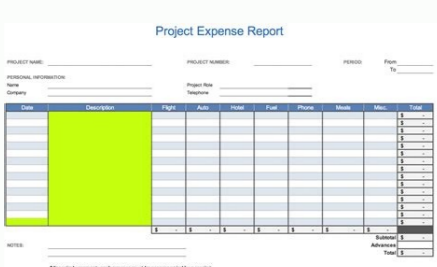 Project Expense Report
PROJECT NAME: PROJECT NUMBER: PERIOD: From
To
PERSONAL INFORMATION:
Name Project Role
Company Telephone
Date Description Flight Auto Hotel Fuel Phone Meals Misc. Total
$ -
$ -
$ -
$ -
$ -
$ -
$ -
$ -
$ -
$ -
$ -
$ -
$ -
$ - $ - $ - $ - $ - $ - $ -
Subtotal $ -
NOTES: Advances
Total $ -